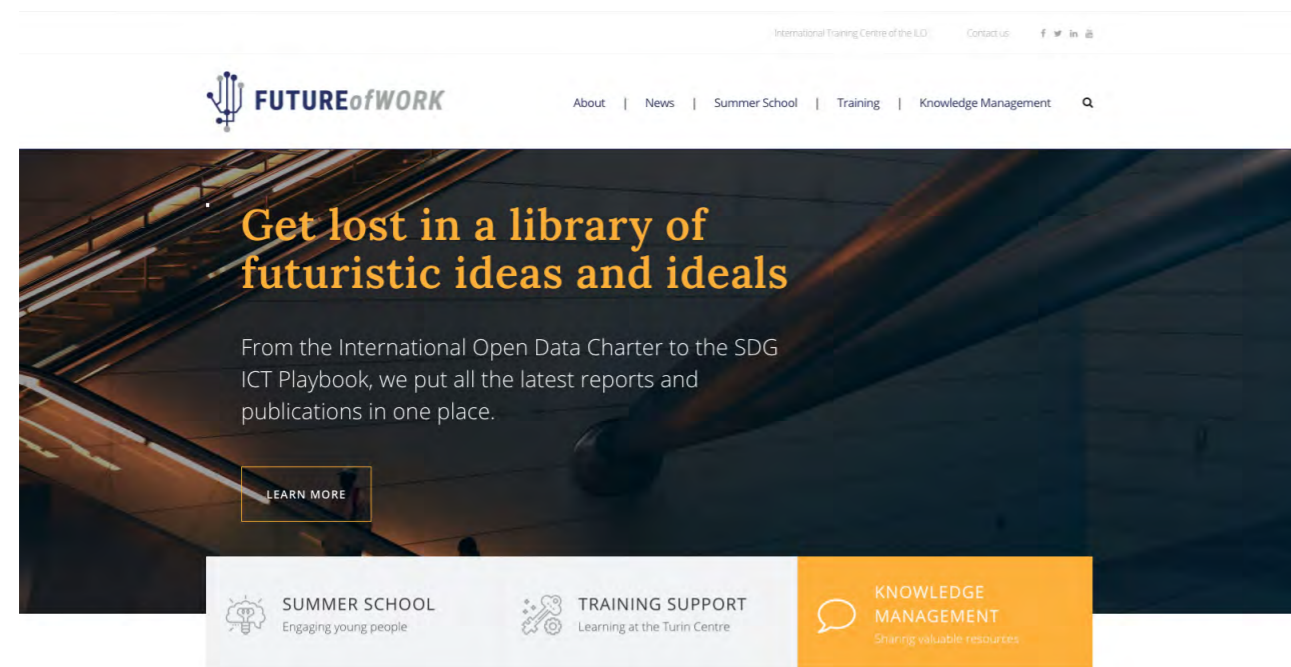 International Training Centre of the ILO
Contact us
FUTUREofWORK
About | News | Summer School | Training | Knowledge Management
Get lost in a library of
futuristic ideas and ideals
From the International Open Data Charter to the SDG
ICT Playbook, we put all the latest reports and
publications in one place.
LEARN MORE
SUMMER SCHOOL
Engaging young people
TRAINING SUPPORT
Learning at the Turin Centre
KNOWLEDGE
MANAGEMENT
Sharing valuable resources